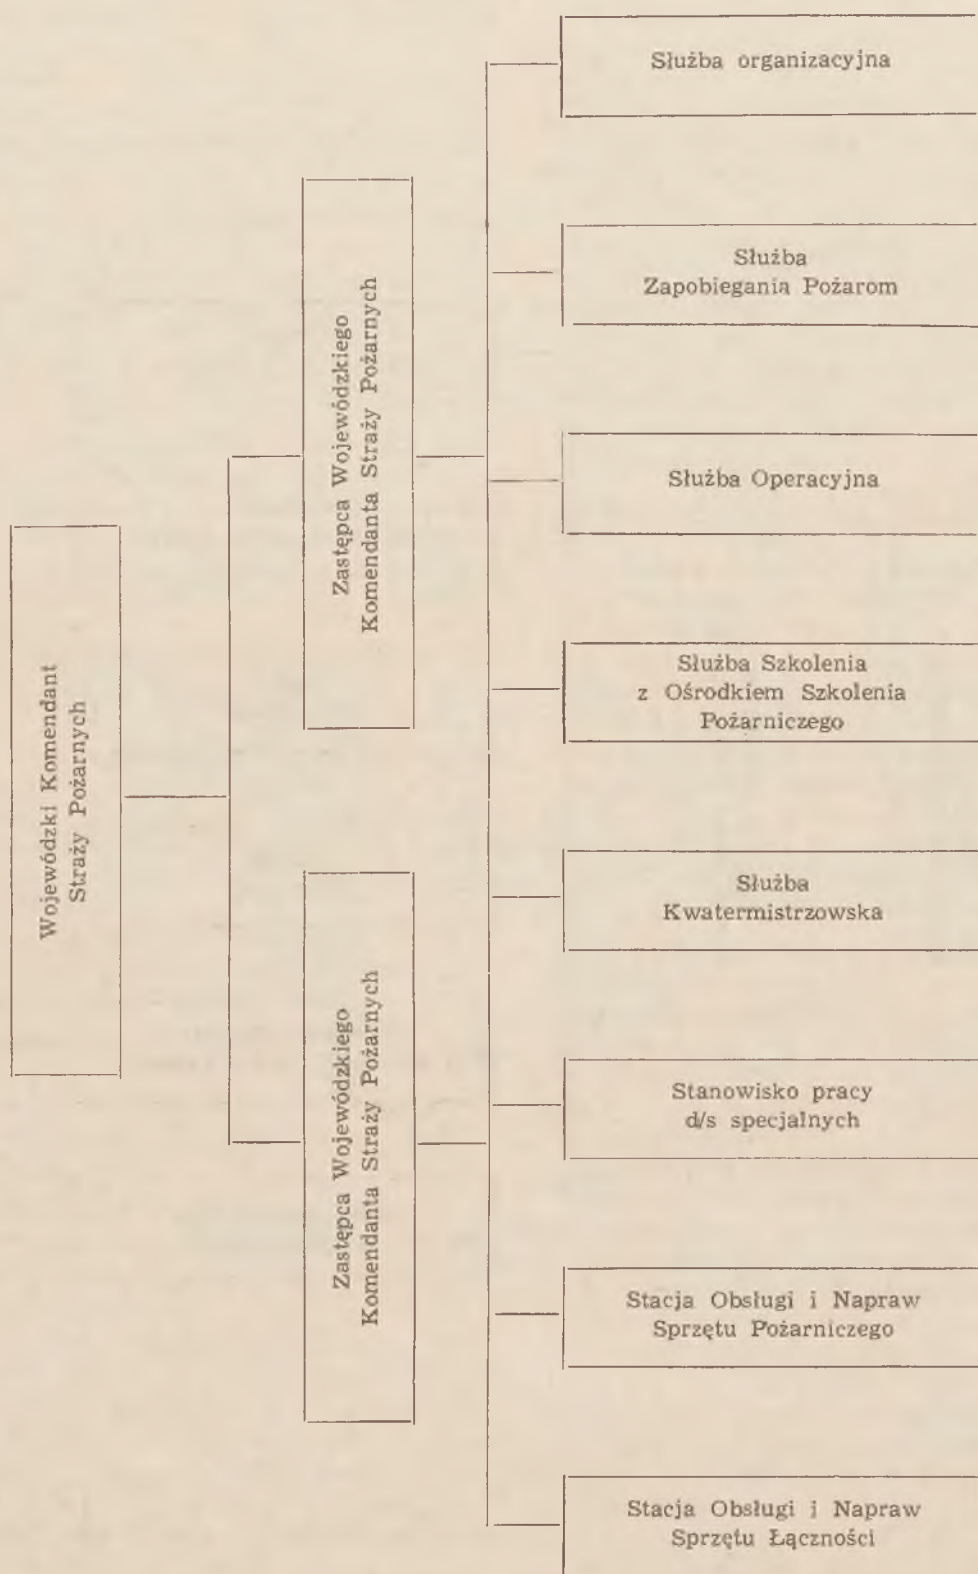 Wojewódzki Komendant
Straży Pożarnych
Zastępca Wojewódzkiego
Komendanta Straży Pożarnych
Zastępca Wojewódzkiego
Komendanta Straży Pożarnych
Służba organizacyjna
Służba
Zapobiegania Pożarom
Służba Operacyjna
Służba Szkolenia
z Ośrodkiem Szkolenia
Pożarniczego
Służba
Kwatermistrzowska
Stanowisko pracy
d/s specjalnych
Stacja Obsługi i Napraw
Sprzętu Pożarniczego
Stacja Obsługi i Napraw
Sprzętu Łączności